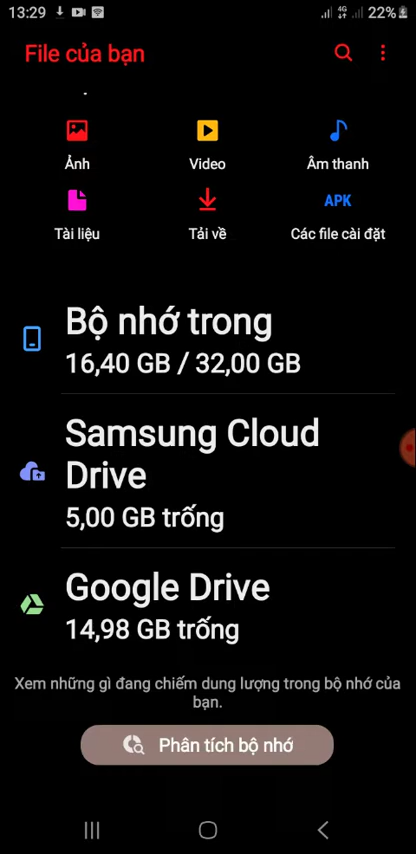 13:29 4G 22%
File của bạn
Ảnh Video Âm thanh
Tài liệu Tải về APK Các file cài đặt
Bộ nhớ trong
16,40 GB / 32,00 GB
Samsung Cloud
Drive
5,00 GB trống
Google Drive
14,98 GB trống
Xem những gì đang chiếm dung lượng trong bộ nhớ của
bạn.
Phân tích bộ nhớ